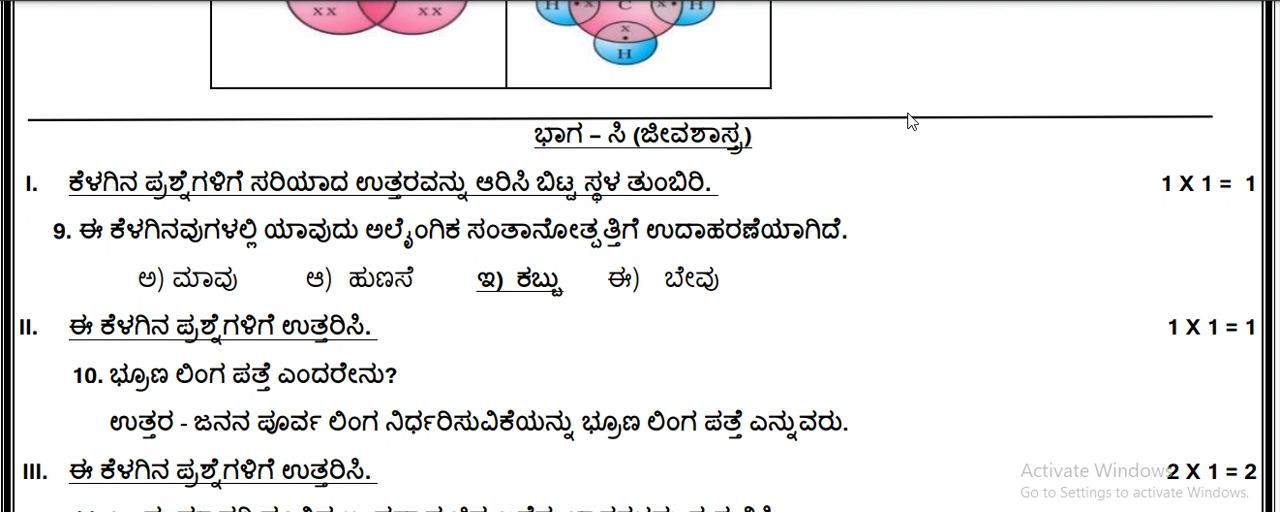 xx xx H x C x H
x
H
ಭಾಗ – ಸಿ (ಜೀವಶಾಸ್ತ್ರ)
I. ಕೆಳಗಿನ ಪ್ರಶ್ನೆಗಳಿಗೆ ಸರಿಯಾದ ಉತ್ತರವನ್ನು ಆರಿಸಿ ಬಿಟ್ಟ ಸ್ಥಳ ತುಂಬಿರಿ. 1 X 1 = 1
9. ಈ ಕೆಳಗಿನವುಗಳಲ್ಲಿ ಯಾವುದು ಅಲೈಂಗಿಕ ಸಂತಾನೋತ್ಪತ್ತಿಗೆ ಉದಾಹರಣೆಯಾಗಿದೆ.
ಅ) ಮಾವು ಆ) ಹುಣಸೆ ಇ) ಕಬ್ಬು ಈ) ಬೇವು
II. ಈ ಕೆಳಗಿನ ಪ್ರಶ್ನೆಗಳಿಗೆ ಉತ್ತರಿಸಿ. 1 X 1 = 1
10. ಭ್ರೂಣ ಲಿಂಗ ಪತ್ತೆ ಎಂದರೇನು?
ಉತ್ತರ - ಜನನ ಪೂರ್ವ ಲಿಂಗ ನಿರ್ಧರಿಸುವಿಕೆಯನ್ನು ಭ್ರೂಣ ಲಿಂಗ ಪತ್ತೆ ಎನ್ನುವರು.
III. ಈ ಕೆಳಗಿನ ಪ್ರಶ್ನೆಗಳಿಗೆ ಉತ್ತರಿಸಿ. 2 X 1 = 2
Activate Windows
Go to Settings to activate Windows.